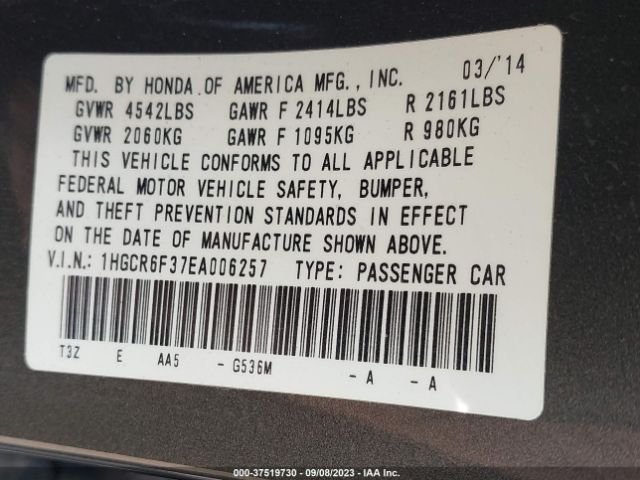 MFD. BY HONDA OF AMERICA MFG., INC. 03/'14
GVWR 4542LBS GAWR F 2414LBS R 2161LBS
GVWR 2060KG GAWR F 1095KG R 980KG
THIS VEHICLE CONFORMS TO ALL APPLICABLE
FEDERAL MOTOR VEHICLE SAFETY, BUMPER,
AND THEFT PREVENTION STANDARDS IN EFFECT
ON THE DATE OF MANUFACTURE SHOWN ABOVE.
V.I.N.: 1HGCR6F37EA006257 TYPE: PASSENGER CAR
T3Z E AA5 - G536M - A - A
000-37519730 - 09/08/2023 - IAA Inc.